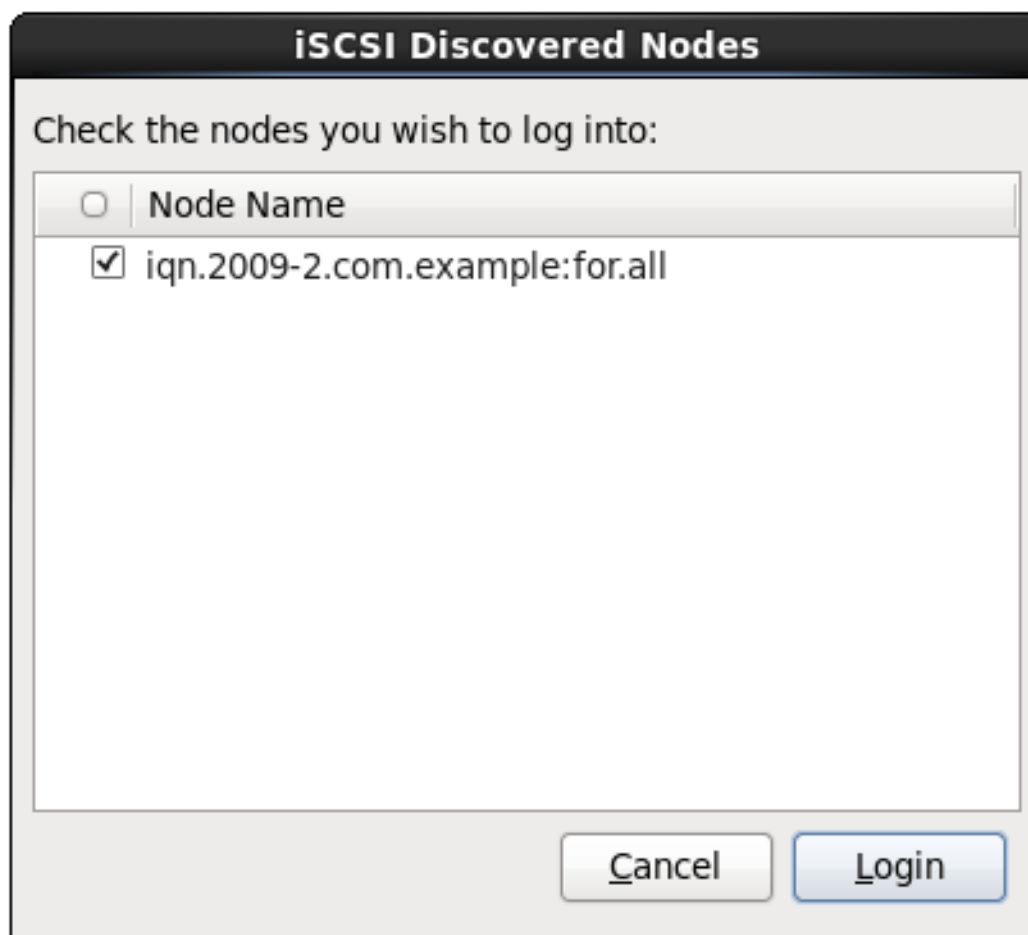 iSCSI Discovered Nodes
Check the nodes you wish to log into:
Node Name
iqn.2009-2.com.example:for.all
Cancel Login